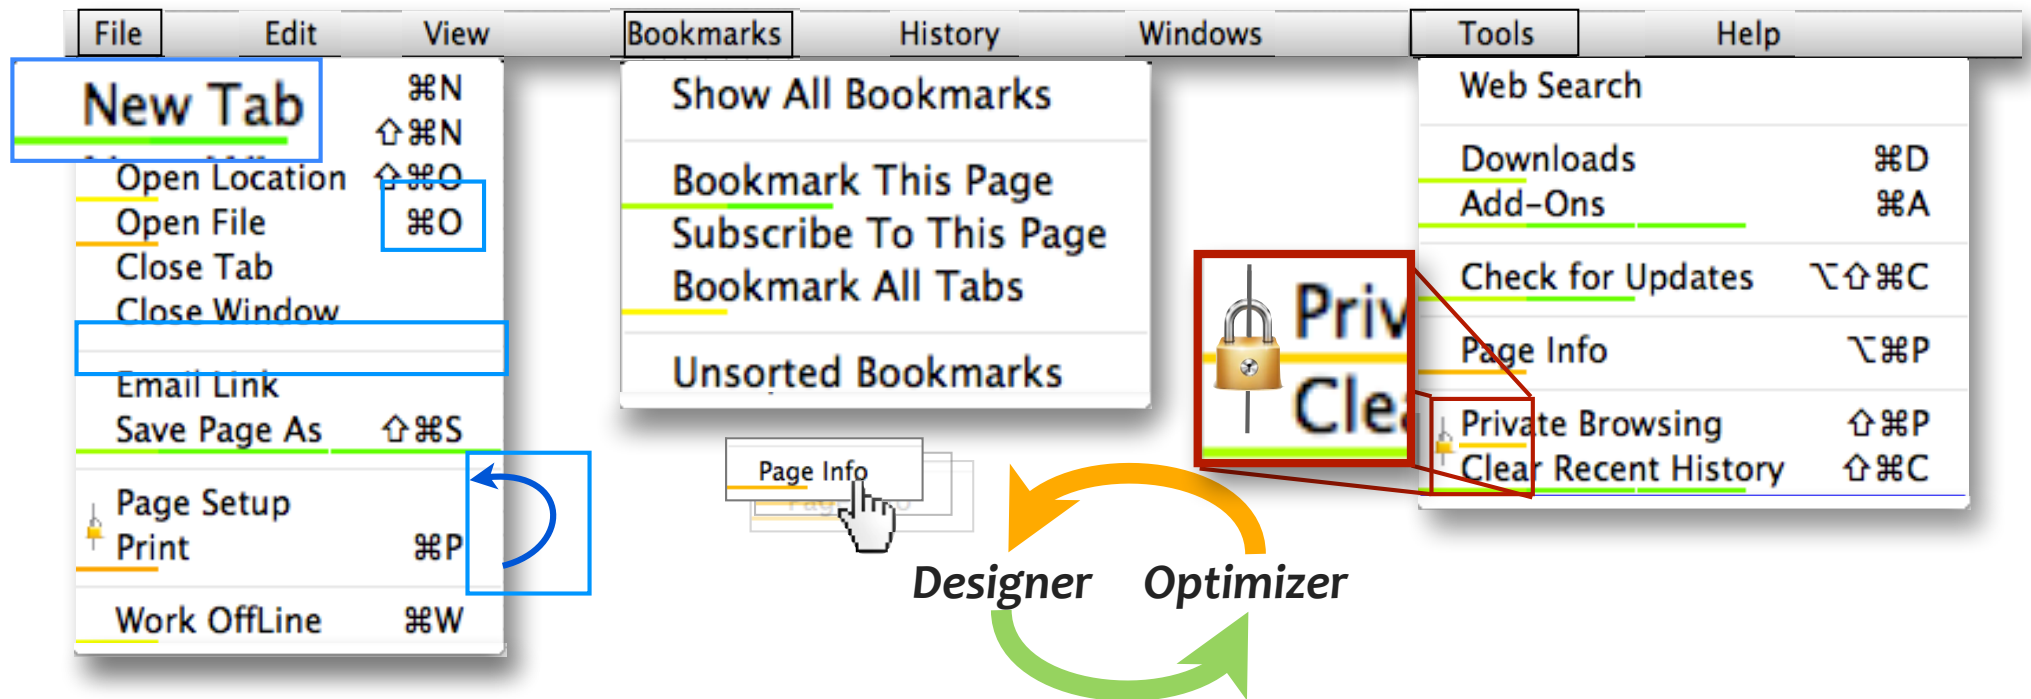 File Edit View Bookmarks History Windows Tools Help
New Tab ⌘N
⇧⌘N
Open Location ⇧⌘O
Open File ⌘O
Close Tab
Close Window
Email Link
Save Page As ⇧⌘S
Page Setup
Print ⌘P
Work OffLine ⌘W
Show All Bookmarks
Bookmark This Page
Subscribe To This Page
Bookmark All Tabs
Unsorted Bookmarks
Page Info
Page Info
Designer Optimizer
Priv
Clea
Web Search
Downloads ⌘D
Add-Ons ⌘A
Check for Updates ⌥⇧⌘C
Page Info ⌥⌘P
Private Browsing ⇧⌘P
Clear Recent History ⇧⌘C